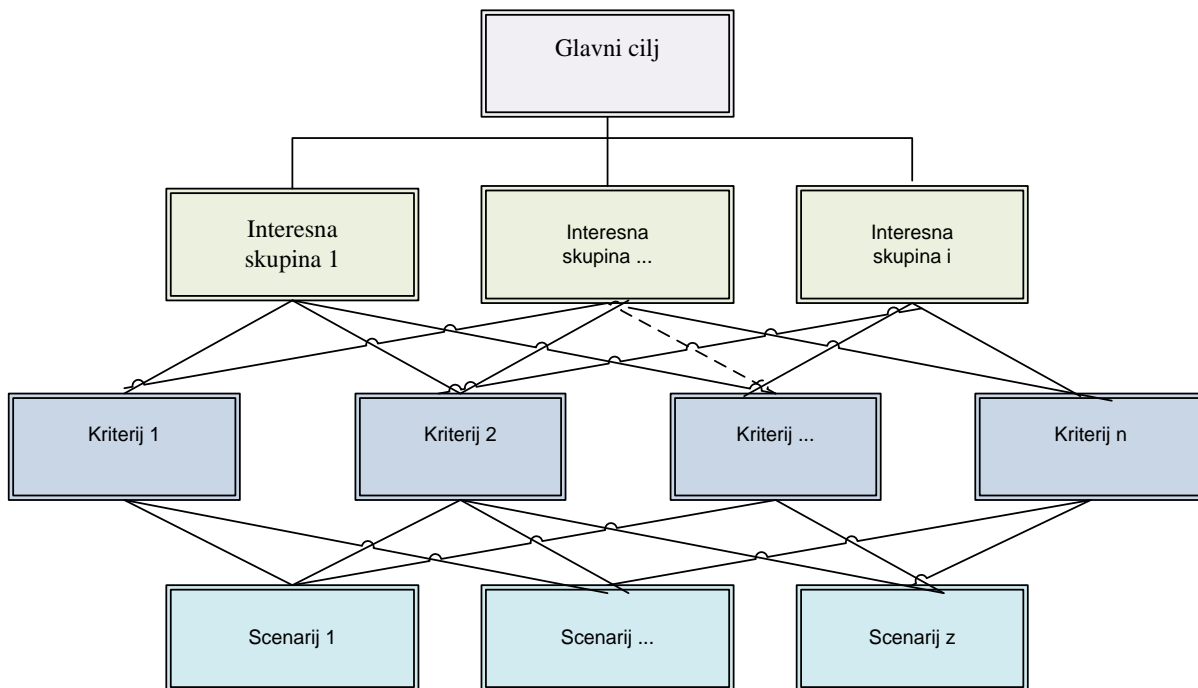 Glavni cilj
Interesna
skupina 1
Interesna
skupina ...
Interesna
skupina i
Kriterij 1
Kriterij 2
Kriterij ...
Kriterij n
Scenarij 1
Scenarij ...
Scenarij z